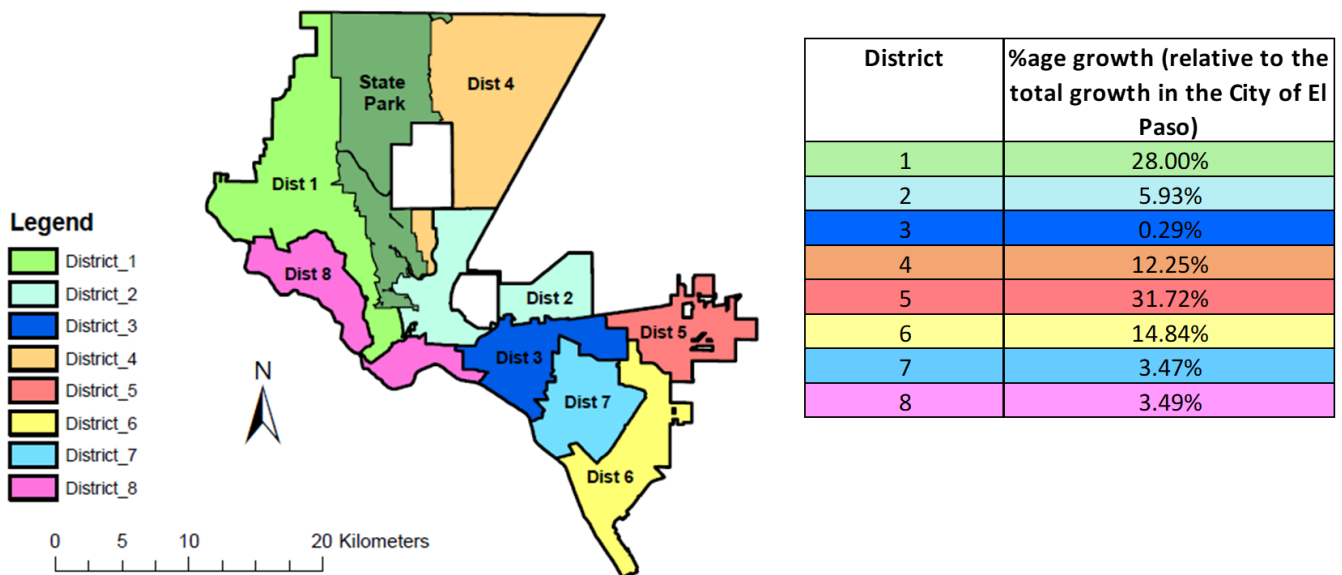 State
Park
Dist 4
Dist 1
Dist 8
Dist 2
Dist 5
Dist 3
Dist 7
Dist 6
Legend
District_1
District_2
District_3
District_4
District_5
District_6
District_7
District_8
N
0 5 10 20 Kilometers
District %age growth (relative to the
total growth in the City of El
Paso)
1 28.00%
2 5.93%
3 0.29%
4 12.25%
5 31.72%
6 14.84%
7 3.47%
8 3.49%